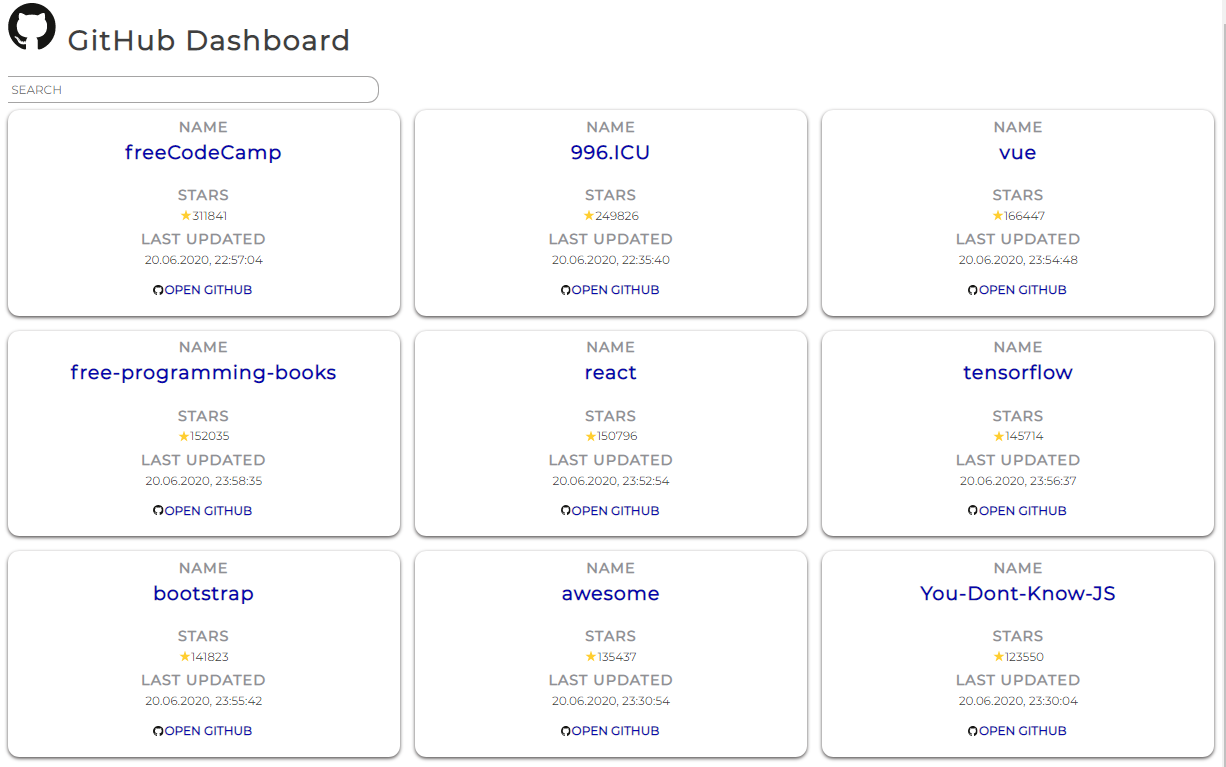 GitHub Dashboard
SEARCH
NAME
freeCodeCamp
STARS
★311841
LAST UPDATED
20.06.2020, 22:57:04
OPEN GITHUB
NAME
996.ICU
STARS
★249826
LAST UPDATED
20.06.2020, 22:35:40
OPEN GITHUB
NAME
vue
STARS
★166447
LAST UPDATED
20.06.2020, 23:54:48
OPEN GITHUB
NAME
free-programming-books
STARS
★152035
LAST UPDATED
20.06.2020, 23:58:35
OPEN GITHUB
NAME
react
STARS
★150796
LAST UPDATED
20.06.2020, 23:52:54
OPEN GITHUB
NAME
tensorflow
STARS
★145714
LAST UPDATED
20.06.2020, 23:56:37
OPEN GITHUB
NAME
bootstrap
STARS
★141823
LAST UPDATED
20.06.2020, 23:55:42
OPEN GITHUB
NAME
awesome
STARS
★135437
LAST UPDATED
20.06.2020, 23:30:54
OPEN GITHUB
NAME
You-Dont-Know-JS
STARS
★123550
LAST UPDATED
20.06.2020, 23:30:04
OPEN GITHUB